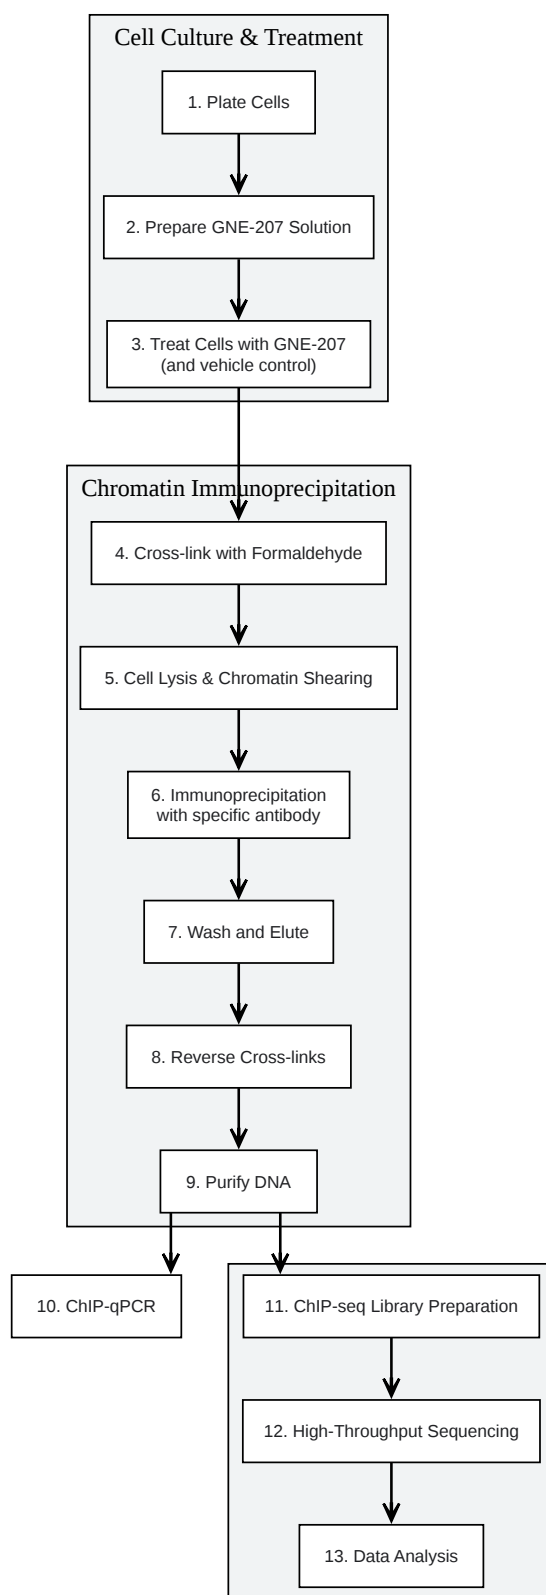 Cell Culture & Treatment
1. Plate Cells
2. Prepare GNE-207 Solution
3. Treat Cells with GNE-207
(and vehicle control)
Chromatin Immunoprecipitation
4. Cross-link with Formaldehyde
5. Cell Lysis & Chromatin Shearing
6. Immunoprecipitation
with specific antibody
7. Wash and Elute
8. Reverse Cross-links
9. Purify DNA
10. ChIP-qPCR
11. ChIP-seq Library Preparation
12. High-Throughput Sequencing
13. Data Analysis